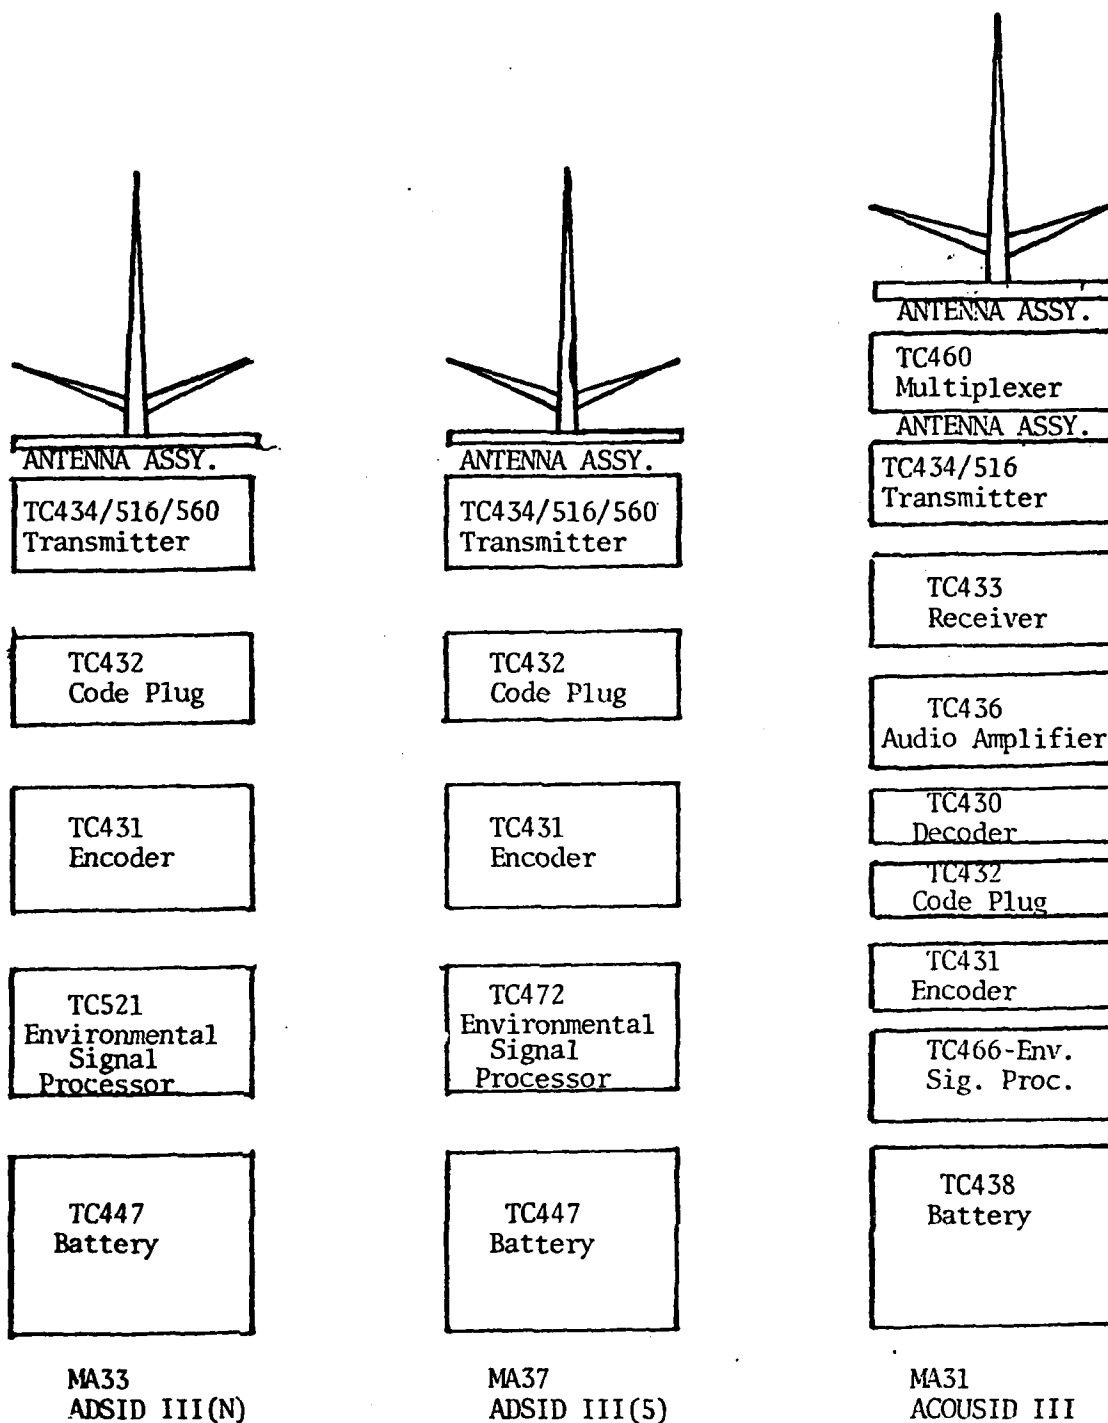 ANTENNA ASSY.
TC434/516/560
Transmitter
TC432
Code Plug
TC431
Encoder
TC521
Environmental
Signal
Processor
TC447
Battery
MA33
ADSID III(N)
ANTENNA ASSY.
TC434/516/560
Transmitter
TC432
Code Plug
TC431
Encoder
TC472
Environmental
Signal
Processor
TC447
Battery
MA37
ADSID III(S)
ANTENNA ASSY.
TC460
Multiplexer
ANTENNA ASSY.
TC434/516
Transmitter
TC433
Receiver
TC436
Audio Amplifier
TC430
Decoder
TC432
Code Plug
TC431
Encoder
TC466-Env.
Sig. Proc.
TC438
Battery
MA31
ACOUSID III